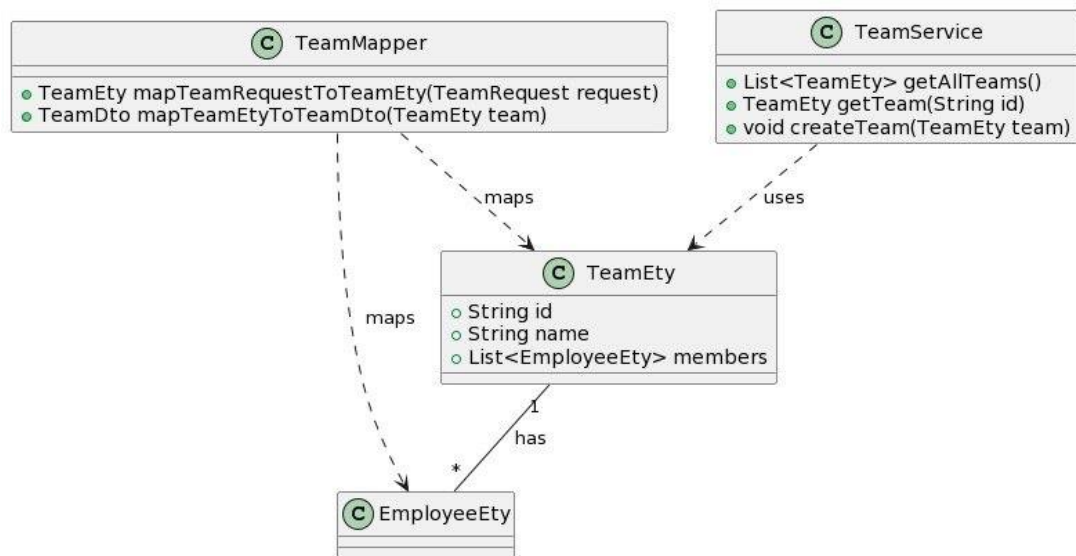 C TeamMapper
TeamEty mapTeamRequestToTeamEty(TeamRequest request)
TeamDto mapTeamEtyToTeamDto(TeamEty team)
C TeamService
List<TeamEty> getAllTeams()
TeamEty getTeam(String id)
void createTeam(TeamEty team)
maps
uses
C TeamEty
String id
String name
List<EmployeeEty> members
maps
1
has
*
C EmployeeEty